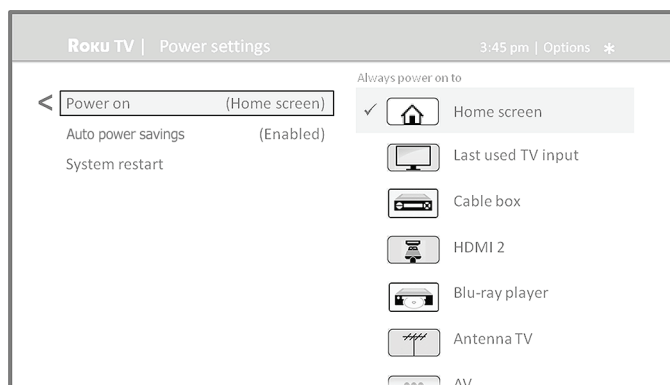 Roku TV | Power settings
3:45 pm | Options *
Always power on to
< Power on (Home screen)
Auto power savings (Enabled)
System restart
Home screen
Last used TV input
Cable box
HDMI 2
Blu-ray player
Antenna TV
AV